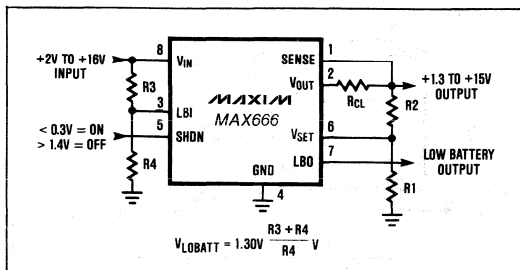 +2V TO +16V
INPUT
8
VIN
R3
3
LBI
5
SHDN
< 0.3V = ON
> 1.4V = OFF
R4
MAXIM
MAX666
GND
4
SENSE
1
VOUT
2
RCL
+1.3 TO +15V
OUTPUT
R2
VSET
6
LBO
7
LOW BATTERY
OUTPUT
R1
VLOBATT = 1.30V R3 + R4 / R4 V